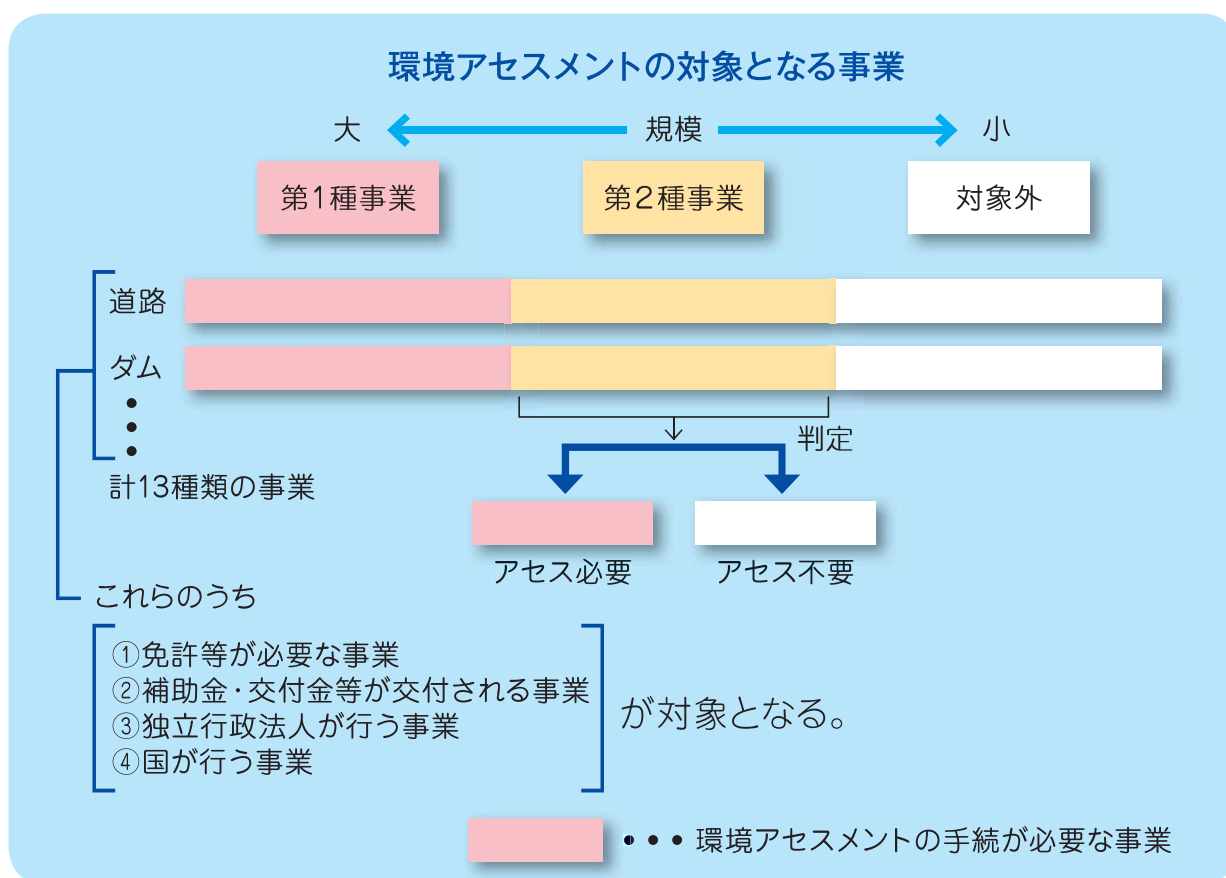 環境アセスメントの対象となる事業
大 規模 小
第1種事業 第2種事業 対象外
道路
ダム
判定
計13種類の事業
アセス必要 アセス不要
これらのうち
①免許等が必要な事業
②補助金・交付金等が交付される事業
③独立行政法人が行う事業
④国が行う事業
が対象となる。
・・・環境アセスメントの手続が必要な事業